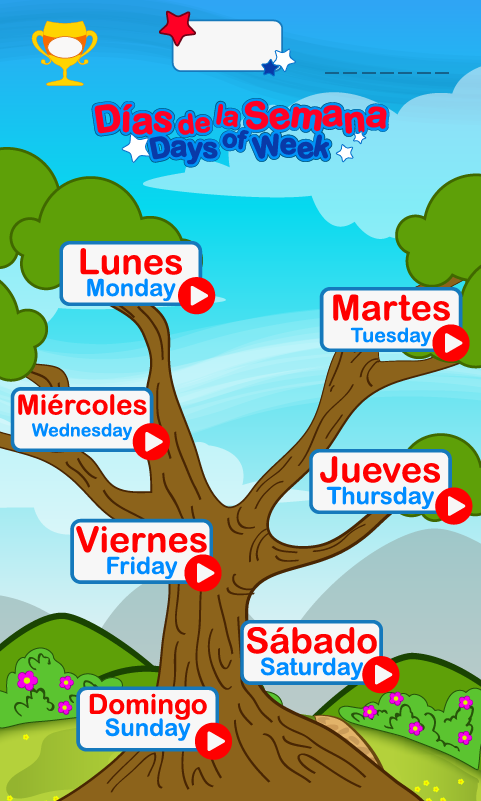 Días de la Semana
Days of Week
Lunes
Monday
Martes
Tuesday
Miércoles
Wednesday
Jueves
Thursday
Viernes
Friday
Sábado
Saturday
Domingo
Sunday